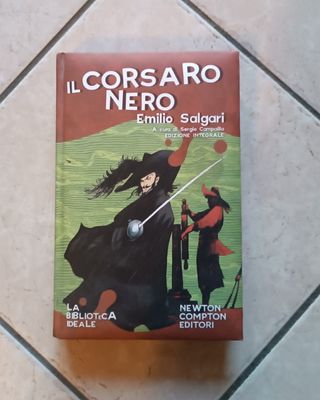 IL CORSARO
NERO
Emilio Salgari
A cura di Sergio Campailla
EDIZIONE INTEGRALE
LA
BIBLIOTECA
IDEALE
NEWTON
COMPTON
EDITORI